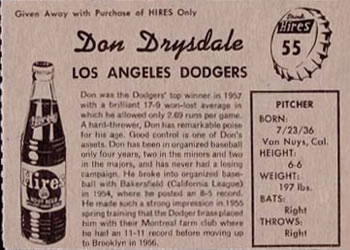 Given Away with Purchase of HIRES Only
Drink
Hires
55
Don Drysdale
LOS ANGELES DODGERS
Don was the Dodgers' top winner in 1957
with a brilliant 17-9 won-lost average in
which he allowed only 2.69 runs per game.
A hard-thrower, Don has remarkable poise
for his age. Good control is one of Don's
assets. Don has been in organized baseball
only four years, two in the minors and two
in the majors, and has never had a losing
campaign. He broke into organized base-
ball with Bakersfield (California League)
in 1954, where he posted an 8-5 record.
He made such a strong impression in 1955
spring training that the Dodger brass placed
him with their Montreal farm club where
he had an 11-11 record before moving up
to Brooklyn in 1956.
Hires
PITCHER
BORN:
7/23/36
Van Nuys, Cal.
HEIGHT:
6-6
WEIGHT:
197 lbs.
BATS:
Right
THROWS:
Right